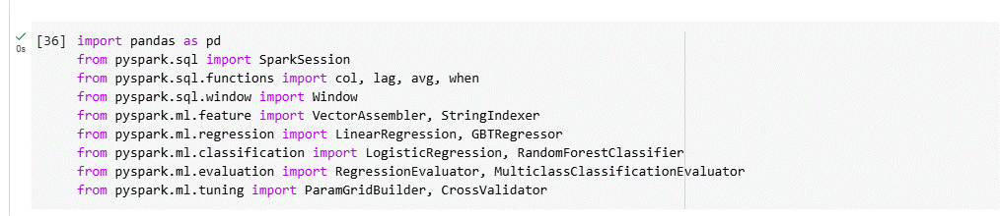 [36] import pandas as pd
from pyspark.sql import SparkSession
from pyspark.sql.functions import col, lag, avg, when
from pyspark.sql.window import Window
from pyspark.ml.feature import VectorAssembler, StringIndexer
from pyspark.ml.regression import LinearRegression, GBTRegressor
from pyspark.ml.classification import LogisticRegression, RandomForestClassifier
from pyspark.ml.evaluation import RegressionEvaluator, MulticlassClassificationEvaluator
from pyspark.ml.tuning import ParamGridBuilder, CrossValidator
0s